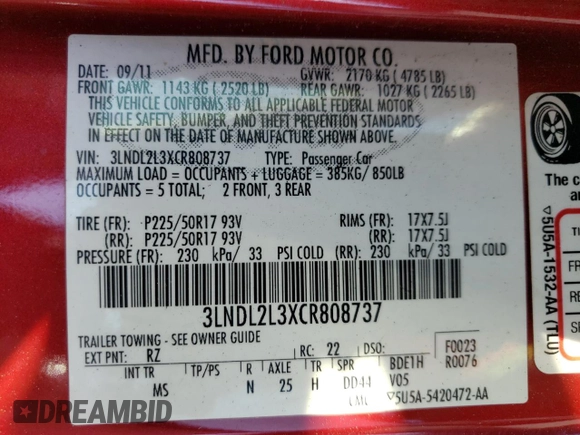 MFD. BY FORD MOTOR CO.
DATE: 09/11 GVWR: 2170 KG ( 4785 LB)
FRONT GAWR: 1143 KG ( 2520 LB) REAR GAWR: 1027 KG ( 2265 LB)
THIS VEHICLE CONFORMS TO ALL APPLICABLE FEDERAL MOTOR
VEHICLE SAFETY, BUMPER, AND THEFT PREVENTION STANDARDS
IN EFFECT ON THE DATE OF MANUFACTURE SHOWN ABOVE.
VIN: 3LNDL2L3XCR808737 TYPE: Passenger Car
MAXIMUM LOAD = OCCUPANTS + LUGGAGE = 385KG/ 850LB
OCCUPANTS = 5 TOTAL; 2 FRONT, 3 REAR
TIRE (FR): P225/50R17 93V RIMS (FR): 17X7.5J
(RR): P225/50R17 93V (RR): 17X7.5J
PRESSURE (FR): 230 kPa/ 33 PSI COLD (RR): 230 kPa/ 33 PSI COLD
3LNDL2L3XCR808737
TRAILER TOWING - SEE OWNER GUIDE
EXT PNT: RZ RC: 22 DSO: F0023
INT TR TP/PS R AXLE TR SPR BDE1H R0076
MS N 25 H DD44 V05
5U5A-5420472-AA
The c
a
5U5A-1532-AA (TLU)
TI
FR
RE
S
DREAMBID